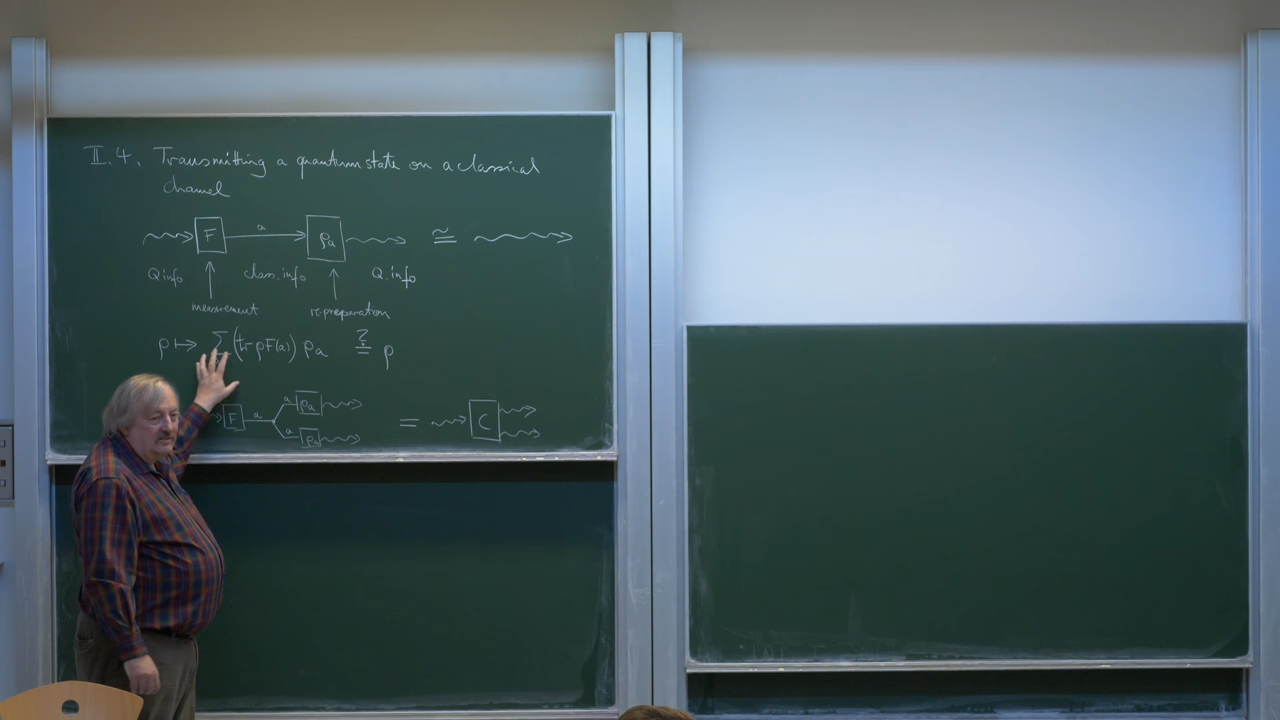 II.4. Transmitting a quantum state on a classical
channel
F a ρa ≅
Q.info class.info Q.info
measurement re-preparation
ρ ↦ Σ (tr ρF(a)) ρa ?= ρ
F a a ρa a ρa = C